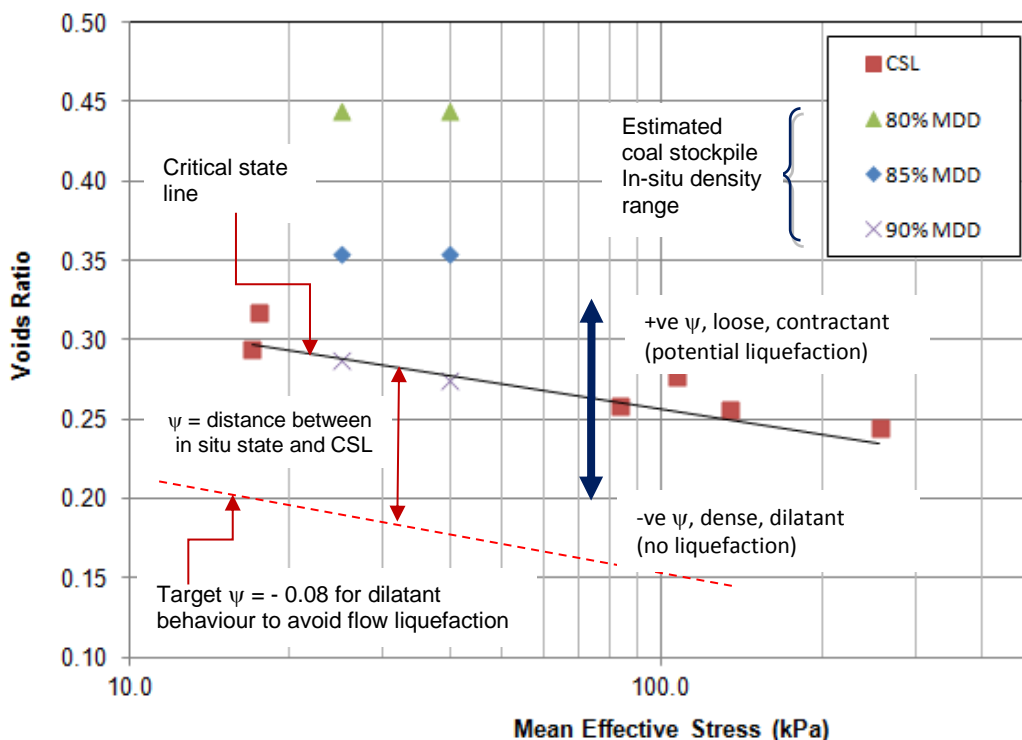 0.50
0.45
0.40
0.35
0.30
0.25
0.20
0.15
0.10
Voids Ratio
10.0
100.0
Mean Effective Stress (kPa)
CSL
80% MDD
85% MDD
90% MDD
Estimated
coal stockpile
In-situ density
range
Critical state
line
+ve ψ, loose, contractant
(potential liquefaction)
ψ = distance between
in situ state and CSL
-ve ψ, dense, dilatant
(no liquefaction)
Target ψ = - 0.08 for dilatant
behaviour to avoid flow liquefaction